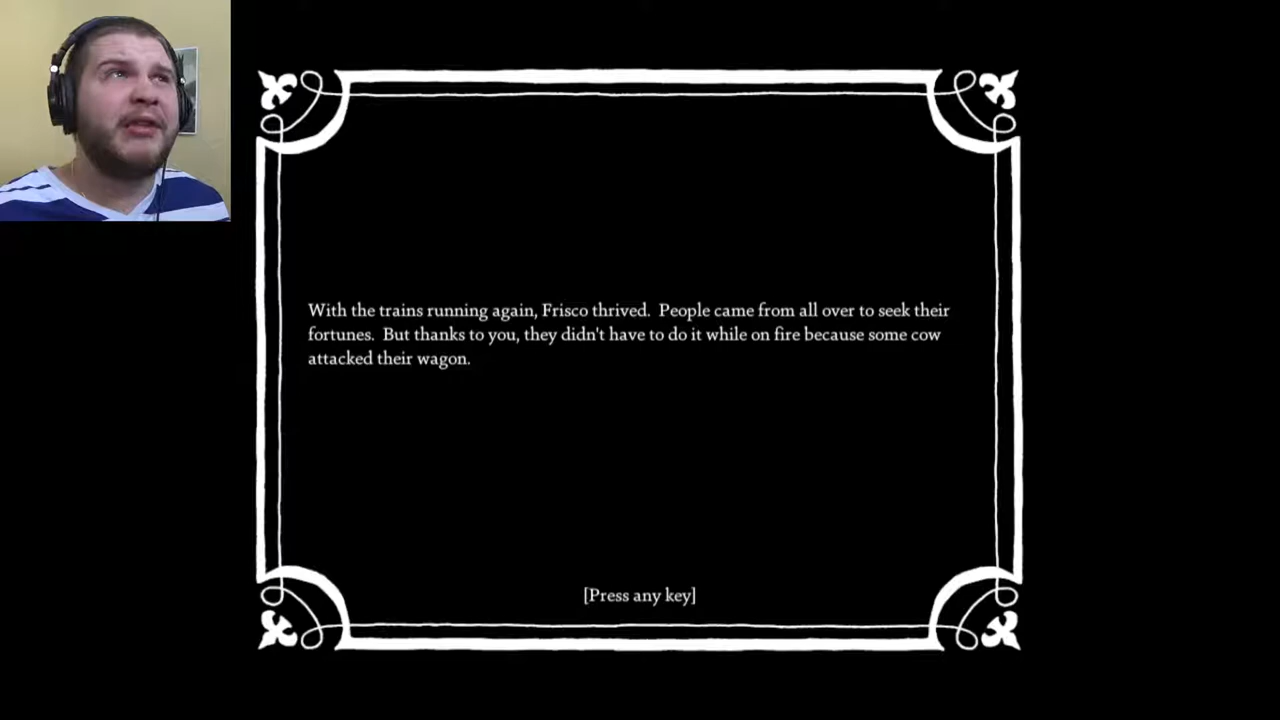 With the trains running again, Frisco thrived.  People came from all over to seek their
fortunes.  But thanks to you, they didn't have to do it while on fire because some cow
attacked their wagon.
[Press any key]